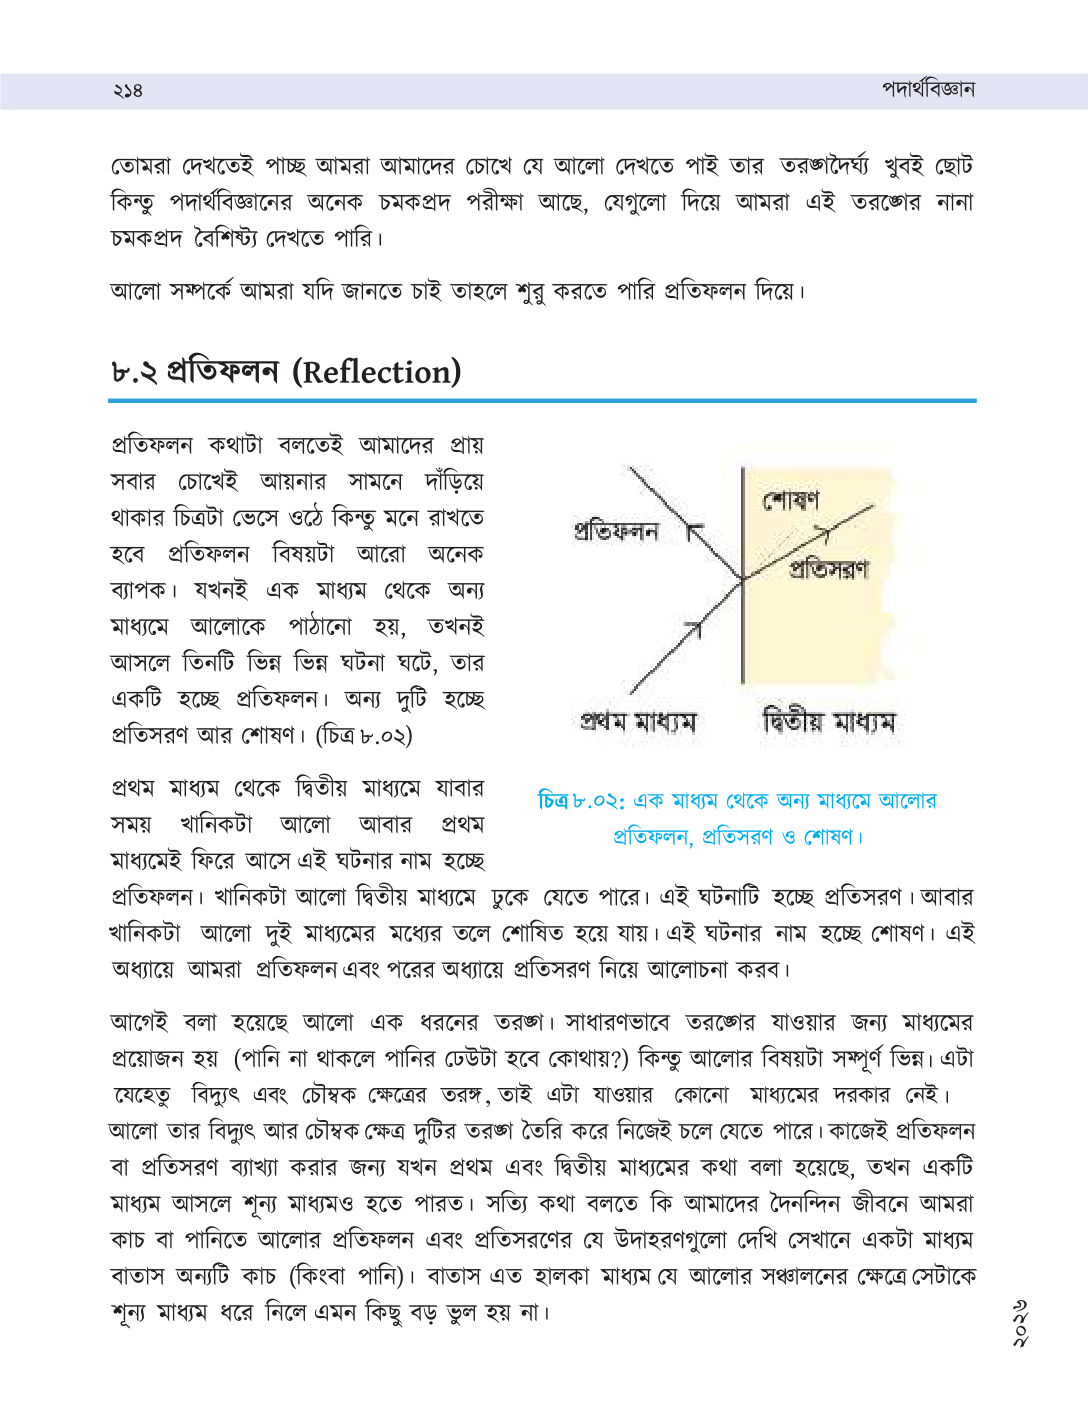 ২১৪
পদার্থবিজ্ঞান
তোমরা দেখতেই পাচ্ছ আমরা আমাদের চোখে যে আলো দেখতে পাই তার তরঙ্গদৈর্ঘ্য খুবই ছোট
কিন্তু পদার্থবিজ্ঞানের অনেক চমকপ্রদ পরীক্ষা আছে, যেগুলো দিয়ে আমরা এই তরঙ্গের নানা
চমকপ্রদ বৈশিষ্ট্য দেখতে পারি।
আলো সম্পর্কে আমরা যদি জানতে চাই তাহলে শুরু করতে পারি প্রতিফলন দিয়ে।
৮.২ প্রতিফলন (Reflection)
প্রতিফলন কথাটা বলতেই আমাদের প্রায়
সবার চোখেই আয়নার সামনে দাঁড়িয়ে
থাকার চিত্রটা ভেসে ওঠে কিন্তু মনে রাখতে
হবে প্রতিফলন বিষয়টা আরো অনেক
ব্যাপক। যখনই এক মাধ্যম থেকে অন্য
মাধ্যমে আলোকে পাঠানো হয়, তখনই
আসলে তিনটি ভিন্ন ভিন্ন ঘটনা ঘটে, তার
একটি হচ্ছে প্রতিফলন। অন্য দুটি হচ্ছে
প্রতিসরণ আর শোষণ। (চিত্র ৮.০২)
শোষণ
প্রতিফলন
প্রতিসরণ
প্রথম মাধ্যম
দ্বিতীয় মাধ্যম
চিত্র ৮.০২: এক মাধ্যম থেকে অন্য মাধ্যমে আলোর
প্রতিফলন, প্রতিসরণ ও শোষণ।
প্রথম মাধ্যম থেকে দ্বিতীয় মাধ্যমে যাবার
সময় খানিকটা আলো আবার প্রথম
মাধ্যমেই ফিরে আসে এই ঘটনার নাম হচ্ছে
প্রতিফলন। খানিকটা আলো দ্বিতীয় মাধ্যমে ঢুকে যেতে পারে। এই ঘটনাটি হচ্ছে প্রতিসরণ। আবার
খানিকটা আলো দুই মাধ্যমের মধ্যের তলে শোষিত হয়ে যায়। এই ঘটনার নাম হচ্ছে শোষণ। এই
অধ্যায়ে আমরা প্রতিফলন এবং পরের অধ্যায়ে প্রতিসরণ নিয়ে আলোচনা করব।
আগেই বলা হয়েছে আলো এক ধরনের তরঙ্গ। সাধারণভাবে তরঙ্গের যাওয়ার জন্য মাধ্যমের
প্রয়োজন হয় (পানি না থাকলে পানির ঢেউটা হবে কোথায়?) কিন্তু আলোর বিষয়টা সম্পূর্ণ ভিন্ন। এটা
যেহেতু বিদ্যুৎ এবং চৌম্বক ক্ষেত্রের তরঙ্গ, তাই এটা যাওয়ার কোনো মাধ্যমের দরকার নেই।
আলো তার বিদ্যুৎ আর চৌম্বক ক্ষেত্র দুটির তরঙ্গ তৈরি করে নিজেই চলে যেতে পারে। কাজেই প্রতিফলন
বা প্রতিসরণ ব্যাখ্যা করার জন্য যখন প্রথম এবং দ্বিতীয় মাধ্যমের কথা বলা হয়েছে, তখন একটি
মাধ্যম আসলে শূন্য মাধ্যমও হতে পারত। সত্যি কথা বলতে কি আমাদের দৈনন্দিন জীবনে আমরা
কাচ বা পানিতে আলোর প্রতিফলন এবং প্রতিসরণের যে উদাহরণগুলো দেখি সেখানে একটা মাধ্যম
বাতাস অন্যটি কাচ (কিংবা পানি)। বাতাস এত হালকা মাধ্যম যে আলোর সঞ্চালনের ক্ষেত্রে সেটাকে
শূন্য মাধ্যম ধরে নিলে এমন কিছু বড় ভুল হয় না।
২০২৬